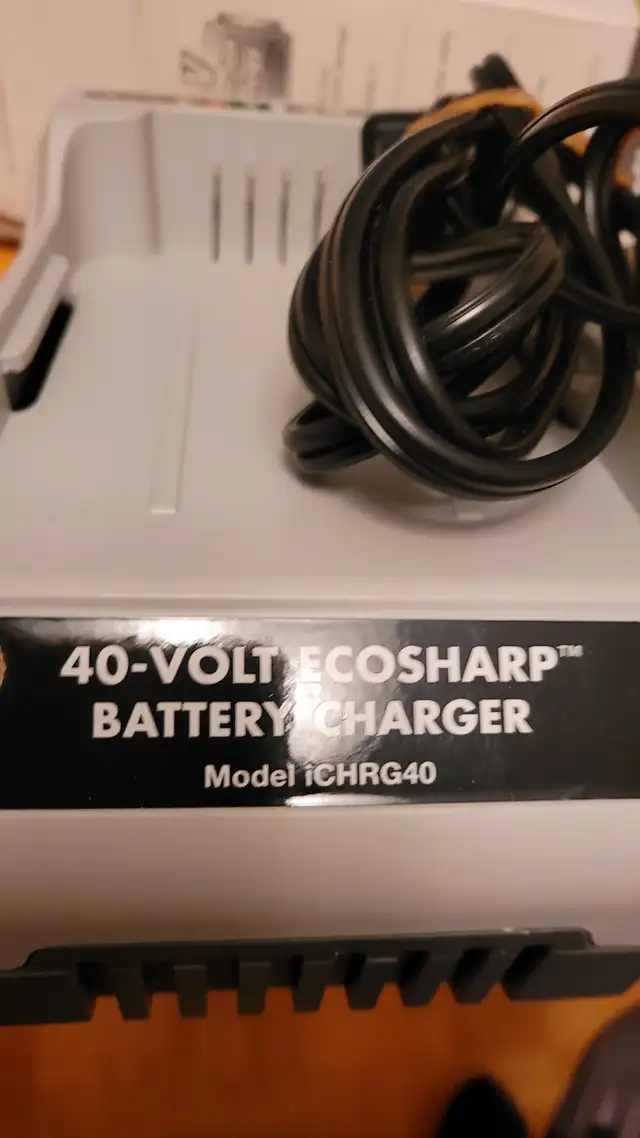 40-VOLT ECOSHARP™
BATTERY CHARGER
Model iCHRG40